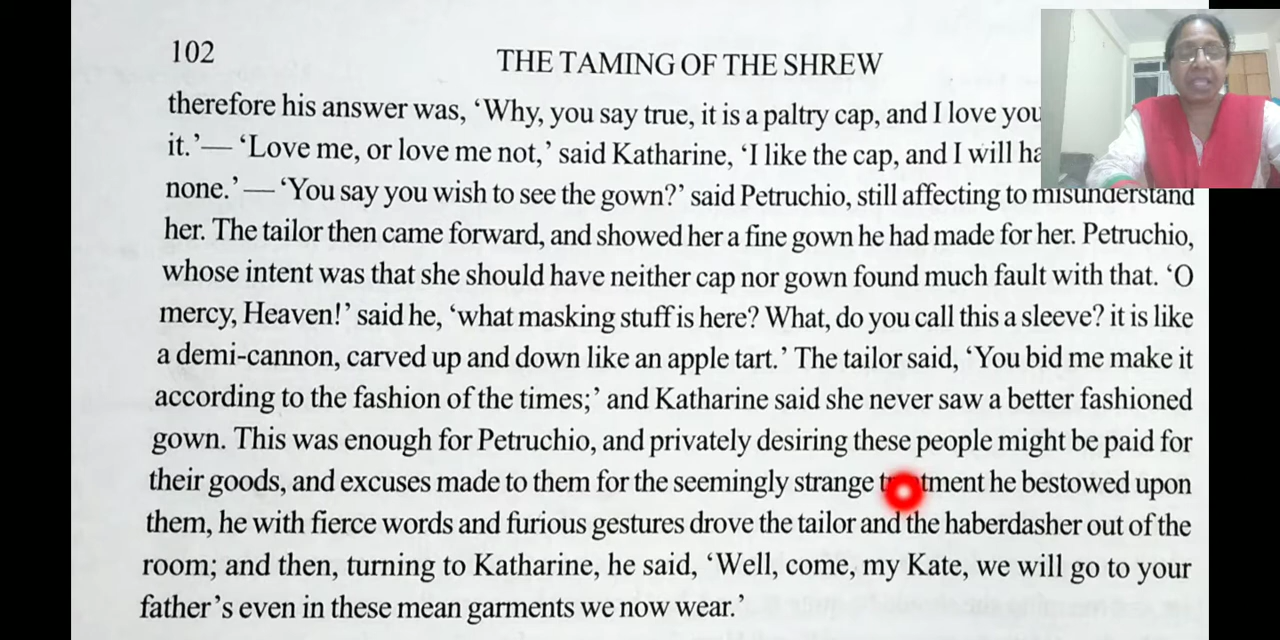 102
THE TAMING OF THE SHREW
therefore his answer was, ‘Why, you say true, it is a paltry cap, and I love you
it.’— ‘Love me, or love me not,’ said Katharine, ‘I like the cap, and I will
none.’— ‘You say you wish to see the gown?’ said Petruchio, still affecting to misunderstand
her. The tailor then came forward, and showed her a fine gown he had made for her. Petruchio,
whose intent was that she should have neither cap nor gown found much fault with that. ‘O
mercy, Heaven!’ said he, ‘what masking stuff is here? What, do you call this a sleeve? it is like
a demi-cannon, carved up and down like an apple tart.’ The tailor said, ‘You bid me make it
according to the fashion of the times;’ and Katharine said she never saw a better fashioned
gown. This was enough for Petruchio, and privately desiring these people might be paid for
their goods, and excuses made to them for the seemingly strange treatment he bestowed upon
them, he with fierce words and furious gestures drove the tailor and the haberdasher out of the
room; and then, turning to Katharine, he said, ‘Well, come, my Kate, we will go to your
father’s even in these mean garments we now wear.’